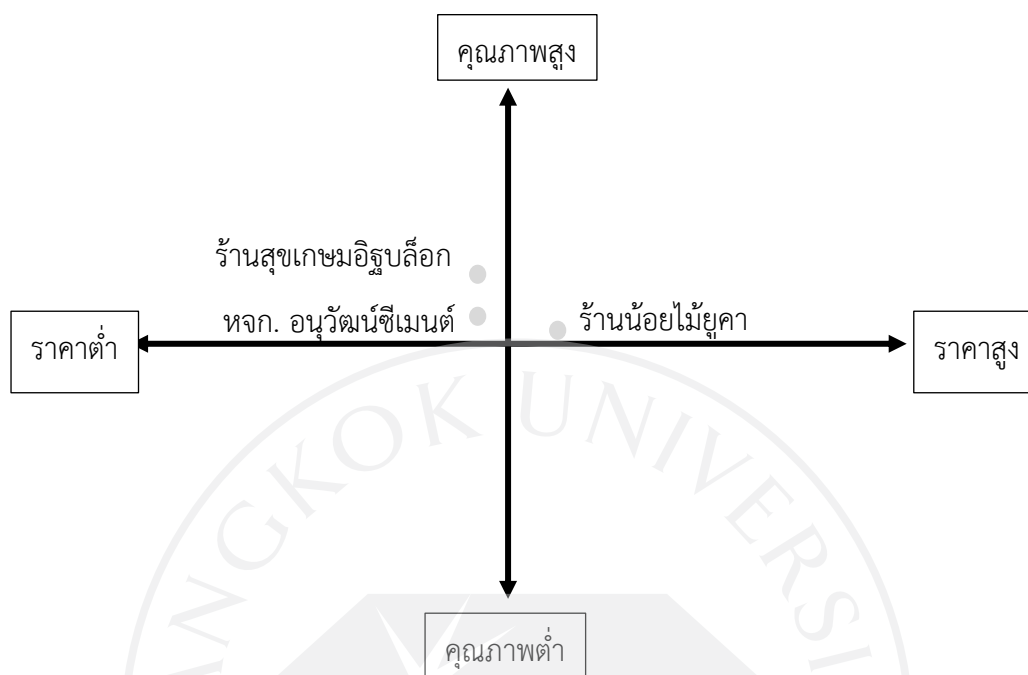 คุณภาพสูง
ร้านสุขเกษมอิฐบล็อก
หจก. อนุวัฒน์ซีเมนต์
ร้านน้อยไม้ยูคา
ราคาต่ำ
ราคาสูง
ANGKOK UNIVERSI
คุณภาพต่ำ